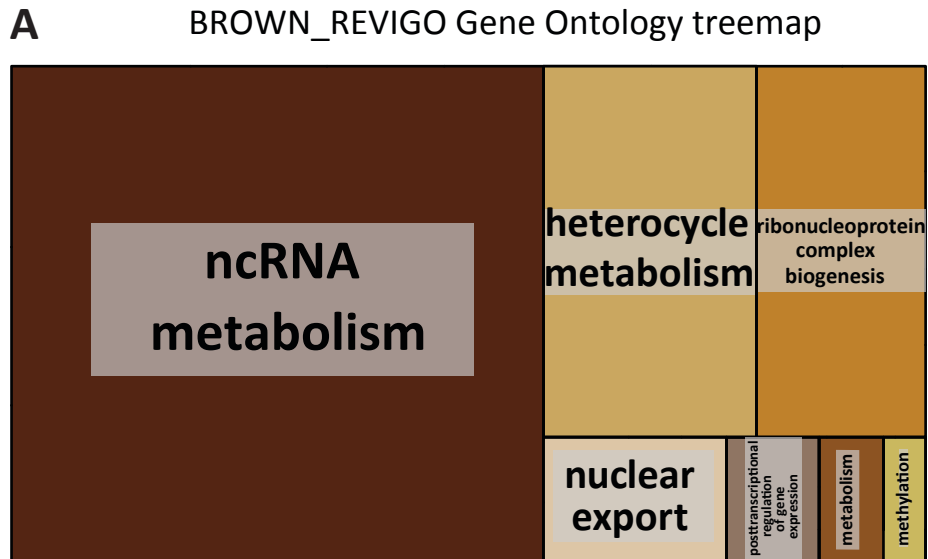 A
BROWN_REVIGO Gene Ontology treemap
ncRNA
metabolism
heterocycle
metabolism
ribonucleoprotein
complex
biogenesis
nuclear
export
posttranscriptional
regulation
of gene
expression
metabolism
methylation